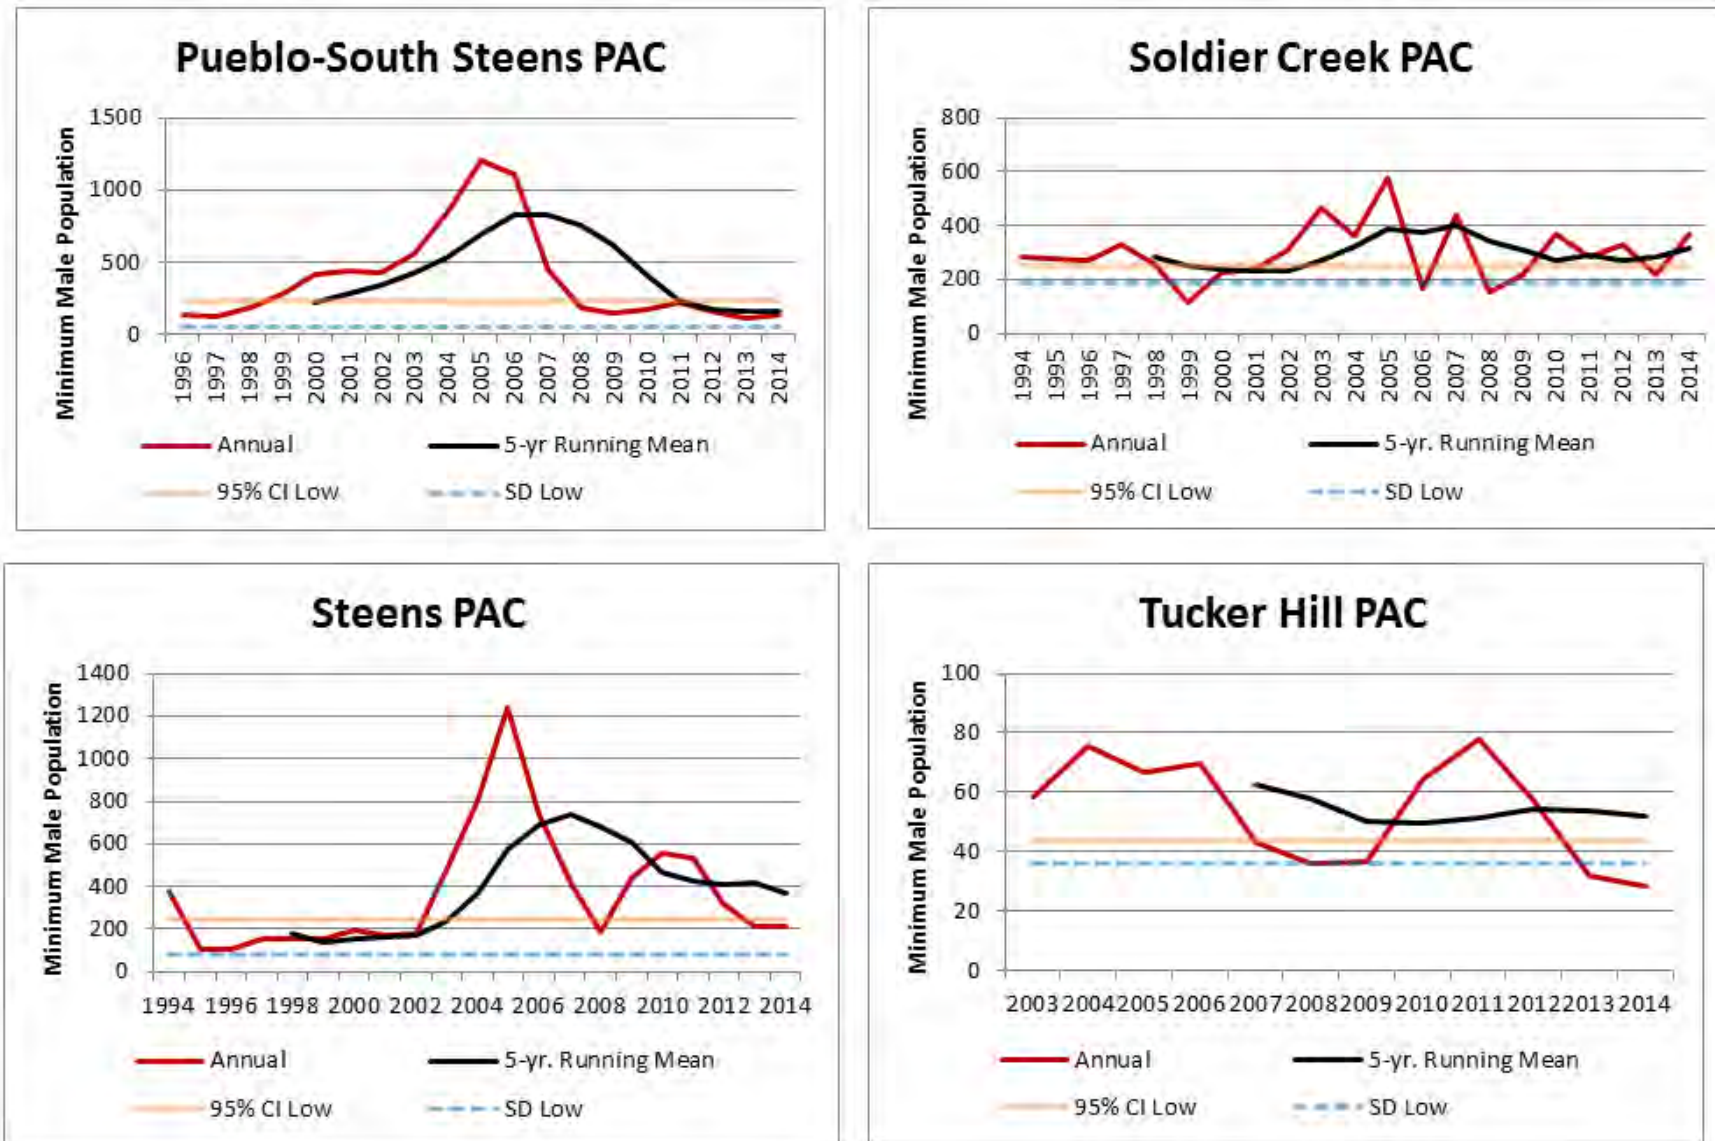 Pueblo-South Steens PAC
Minimum Male Population
1500
1000
500
0
1996 1997 1998 1999 2000 2001 2002 2003 2004 2005 2006 2007 2008 2009 2010 2011 2012 2013 2014
Annual 5-yr Running Mean
95% CI Low SD Low
Soldier Creek PAC
Minimum Male Population
800
600
400
200
0
1994 1995 1996 1997 1998 1999 2000 2001 2002 2003 2004 2005 2006 2007 2008 2009 2010 2011 2012 2013 2014
Annual 5-yr. Running Mean
95% CI Low SD Low
Steens PAC
Minimum Male Population
1400
1200
1000
800
600
400
200
0
1994 1996 1998 2000 2002 2004 2006 2008 2010 2012 2014
Annual 5-yr. Running Mean
95% CI Low SD Low
Tucker Hill PAC
Minimum Male Population
100
80
60
40
20
0
2003 2004 2005 2006 2007 2008 2009 2010 2011 2012 2013 2014
Annual 5-yr. Running Mean
95% CI Low SD Low